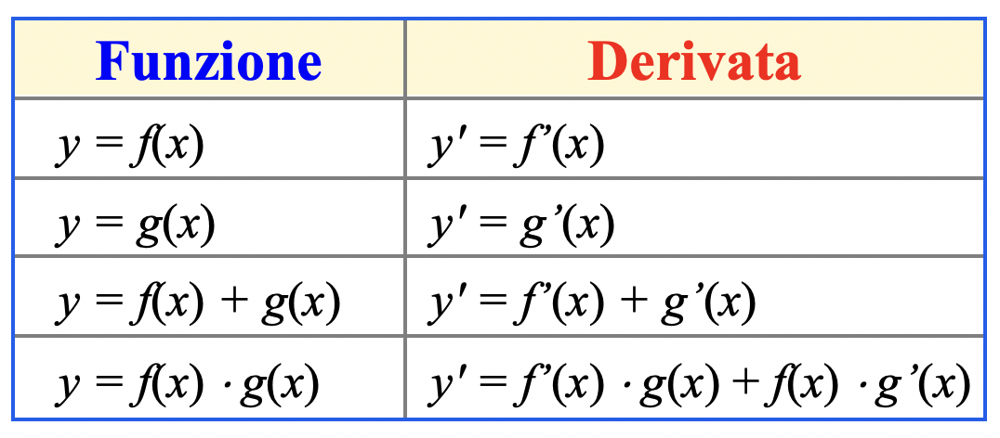 Funzione Derivata
y = f(x) y′ = f’(x)
y = g(x) y′ = g’(x)
y = f(x) + g(x) y′ = f’(x) + g’(x)
y = f(x) · g(x) y′ = f’(x) · g(x) + f(x) · g’(x)